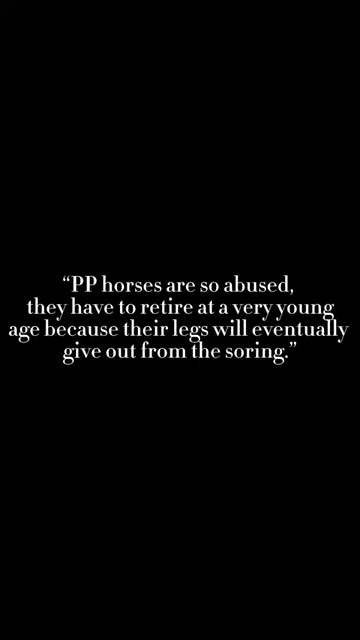 “PP horses are so abused,
they have to retire at a very young
age because their legs will eventually
give out from the soring.”